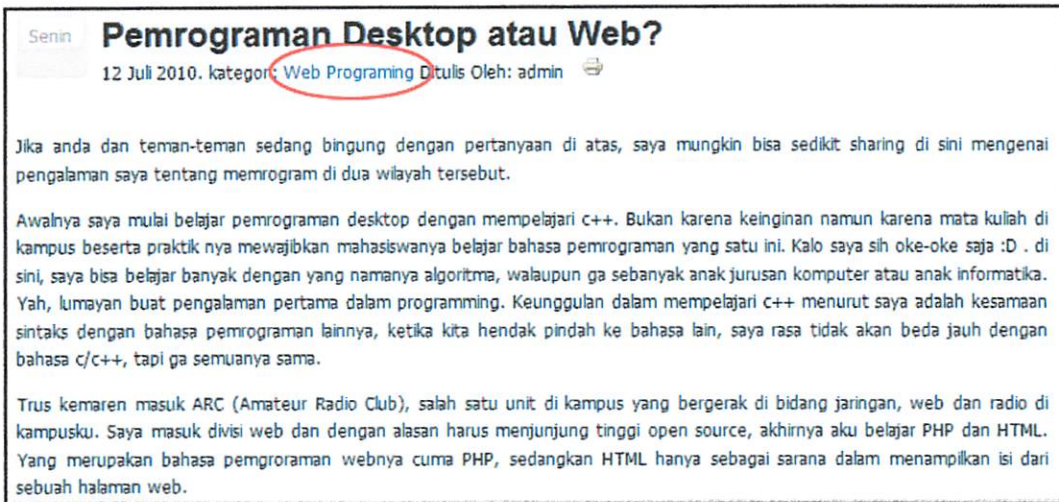 Senin
Pemrograman Desktop atau Web?
12 Juli 2010. kategori: Web Programing Ditulis Oleh: admin
Jika anda dan teman-teman sedang bingung dengan pertanyaan di atas, saya mungkin bisa sedikit sharing di sini mengenai
pengalaman saya tentang memrogram di dua wilayah tersebut.
Awalnya saya mulai belajar pemrograman desktop dengan mempelajari c++. Bukan karena keinginan namun karena mata kuliah di
kampus beserta praktik nya mewajibkan mahasiswanya belajar bahasa pemrograman yang satu ini. Kalo saya sih oke-oke saja :D . di
sini, saya bisa belajar banyak dengan yang namanya algoritma, walaupun ga sebanyak anak jurusan komputer atau anak informatika.
Yah, lumayan buat pengalaman pertama dalam programming. Keunggulan dalam mempelajari c++ menurut saya adalah kesamaan
sintaks dengan bahasa pemrograman lainnya, ketika kita hendak pindah ke bahasa lain, saya rasa tidak akan beda jauh dengan
bahasa c/c++, tapi ga semuanya sama.
Trus kemaren masuk ARC (Amateur Radio Club), salah satu unit di kampus yang bergerak di bidang jaringan, web dan radio di
kampusku. Saya masuk divisi web dan dengan alasan harus menjunjung tinggi open source, akhirnya aku belajar PHP dan HTML.
Yang merupakan bahasa pemgroraman webnya cuma PHP, sedangkan HTML hanya sebagai sarana dalam menampilkan isi dari
sebuah halaman web.